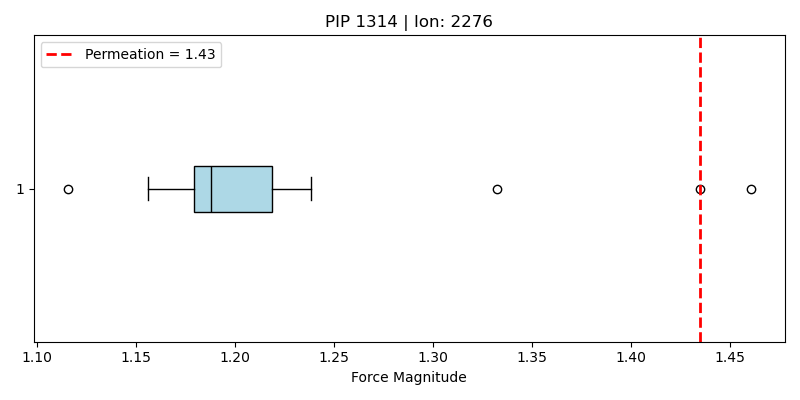 PIP 1314 | Ion: 2276
Permeation = 1.43
1
1.10 1.15 1.20 1.25 1.30 1.35 1.40 1.45
Force Magnitude